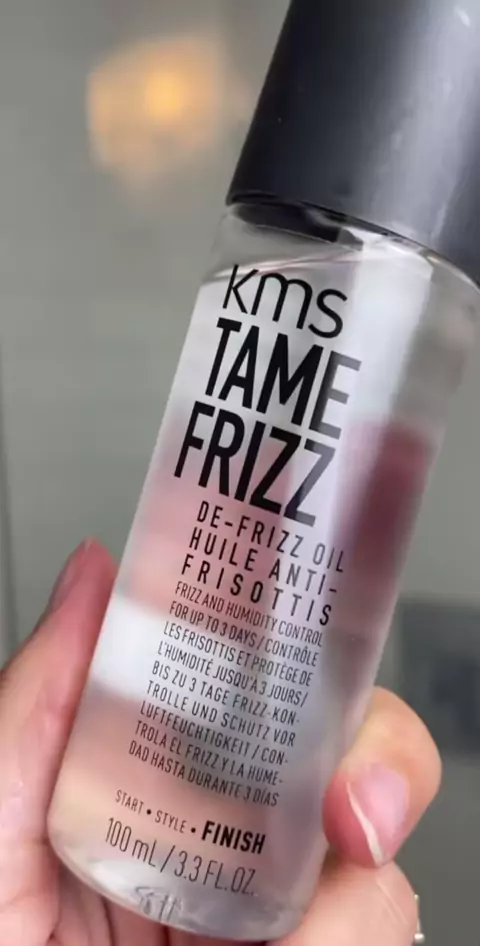 kms
TAME
FRIZZ
DE-FRIZZ OIL
HUILE ANTI-
FRISOTTIS
FRIZZ AND HUMIDITY CONTROL
FOR UP TO 3 DAYS / CONTRÔLE
LES FRISOTTIS ET PROTÈGE DE
L'HUMIDITÉ JUSQU'À 3 JOURS /
BIS ZU 3 TAGE FRIZZ-KON-
TROLLE UND SCHUTZ VOR
LUFTFEUCHTIGKEIT / CON-
TROLA EL FRIZZ Y LA HUME-
DAD HASTA DURANTE 3 DÍAS
START • STYLE • FINISH
100 mL / 3.3 FL.OZ.